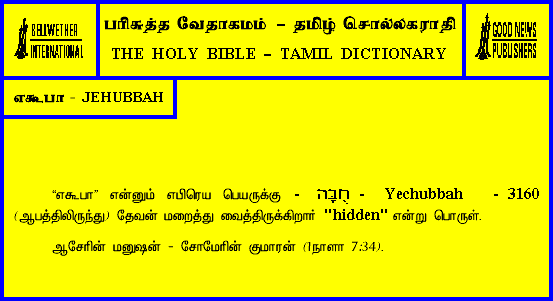 BELLWETHER
INTERNATIONAL
பரிசுத்த வேதாகமம் – தமிழ் சொல்லகராதி
THE HOLY BIBLE – TAMIL DICTIONARY
GOOD NEWS
PUBLISHERS
எகூபா - JEHUBBAH
“எகூபா” என்னும் எபிரெய பெயருக்கு - חֻבָּה - Yechubbah - 3160
(ஆபத்திலிருந்து) தேவன் மறைத்து வைத்திருக்கிறார் "hidden" என்று பொருள்.
ஆசேரின் மனுஷன் - சோமேரின் குமாரன் (1நாளா 7:34).